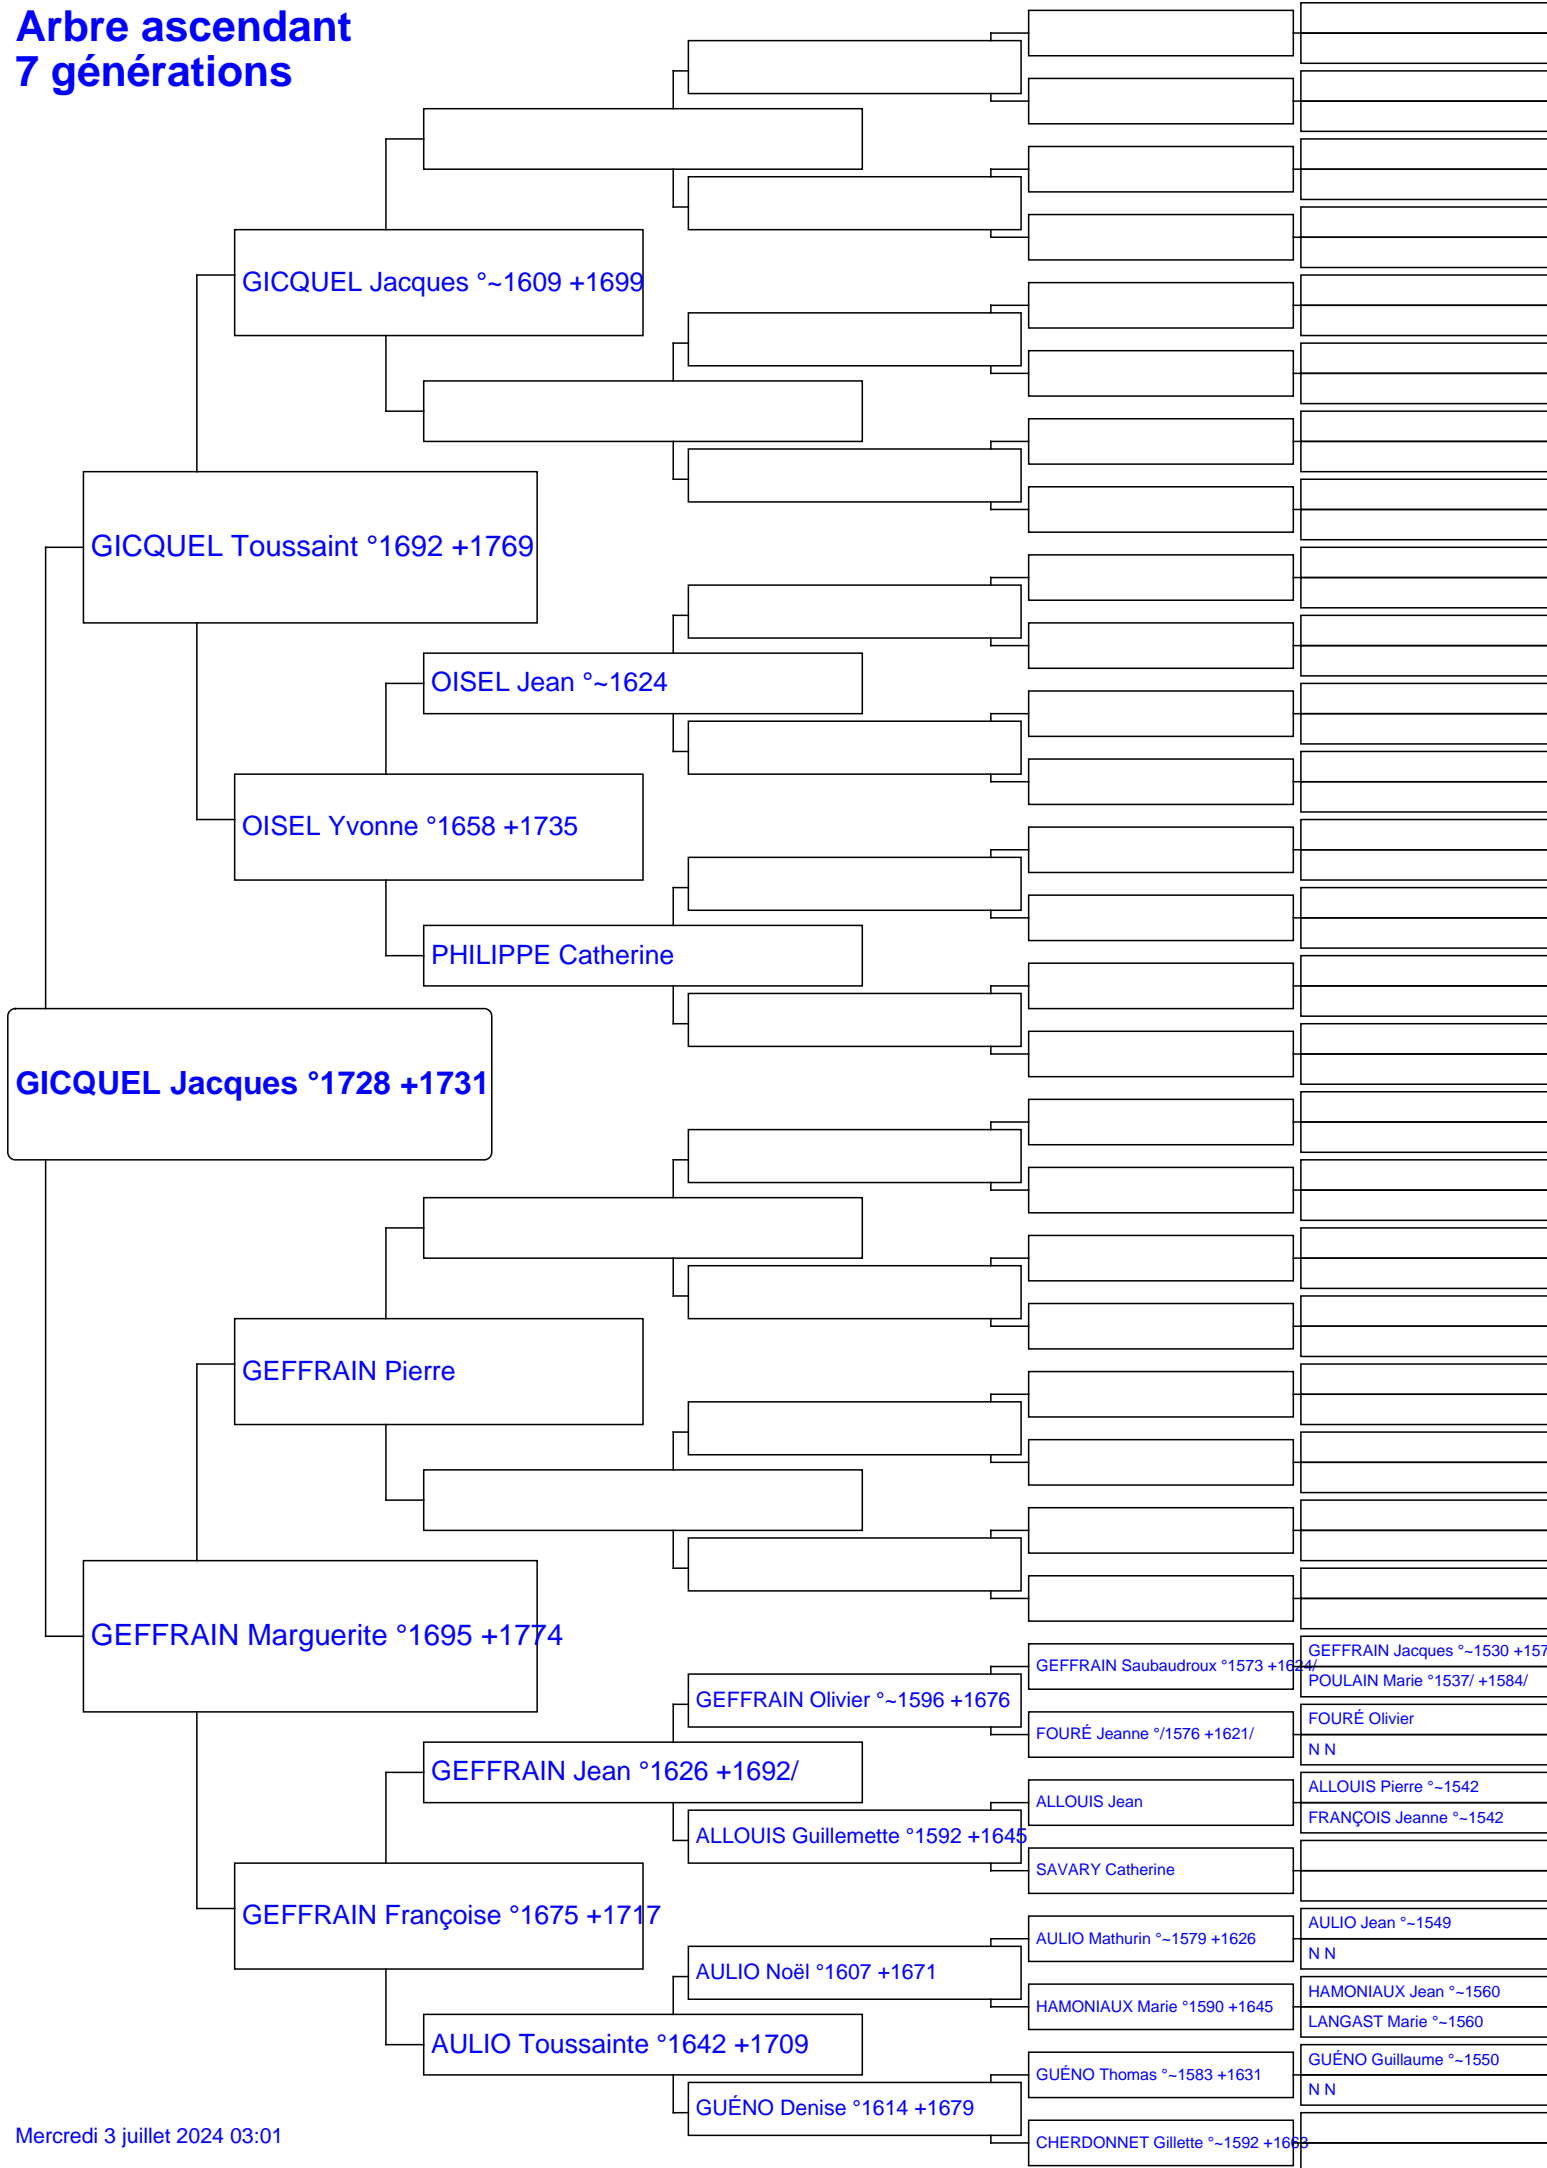 Arbre ascendant
7 générations
GICQUEL Jacques °~1609 +1699
GICQUEL Toussaint °1692 +1769
OISEL Jean °~1624
OISEL Yvonne °1658 +1735
PHILIPPE Catherine
GICQUEL Jacques °1728 +1731
GEFFRAIN Pierre
GEFFRAIN Marguerite °1695 +1774
GEFFRAIN Jacques °~1530 +157
GEFFRAIN Saubaudroux °1573 +1624/
POULAIN Marie °1537/ +1584/
GEFFRAIN Olivier °~1596 +1676
FOURÉ Olivier
FOURÉ Jeanne °/1576 +1621/
N N
GEFFRAIN Jean °1626 +1692/
ALLOUIS Pierre °~1542
ALLOUIS Jean
FRANÇOIS Jeanne °~1542
ALLOUIS Guillemette °1592 +1645
SAVARY Catherine
GEFFRAIN Françoise °1675 +1717
AULIO Jean °~1549
AULIO Mathurin °~1579 +1626
N N
AULIO Noël °1607 +1671
HAMONIAUX Jean °~1560
HAMONIAUX Marie °1590 +1645
LANGAST Marie °~1560
AULIO Toussainte °1642 +1709
GUÉNO Guillaume °~1550
GUÉNO Thomas °~1583 +1631
N N
GUÉNO Denise °1614 +1679
CHERDONNET Gillette °~1592 +1663
Mercredi 3 juillet 2024 03:01